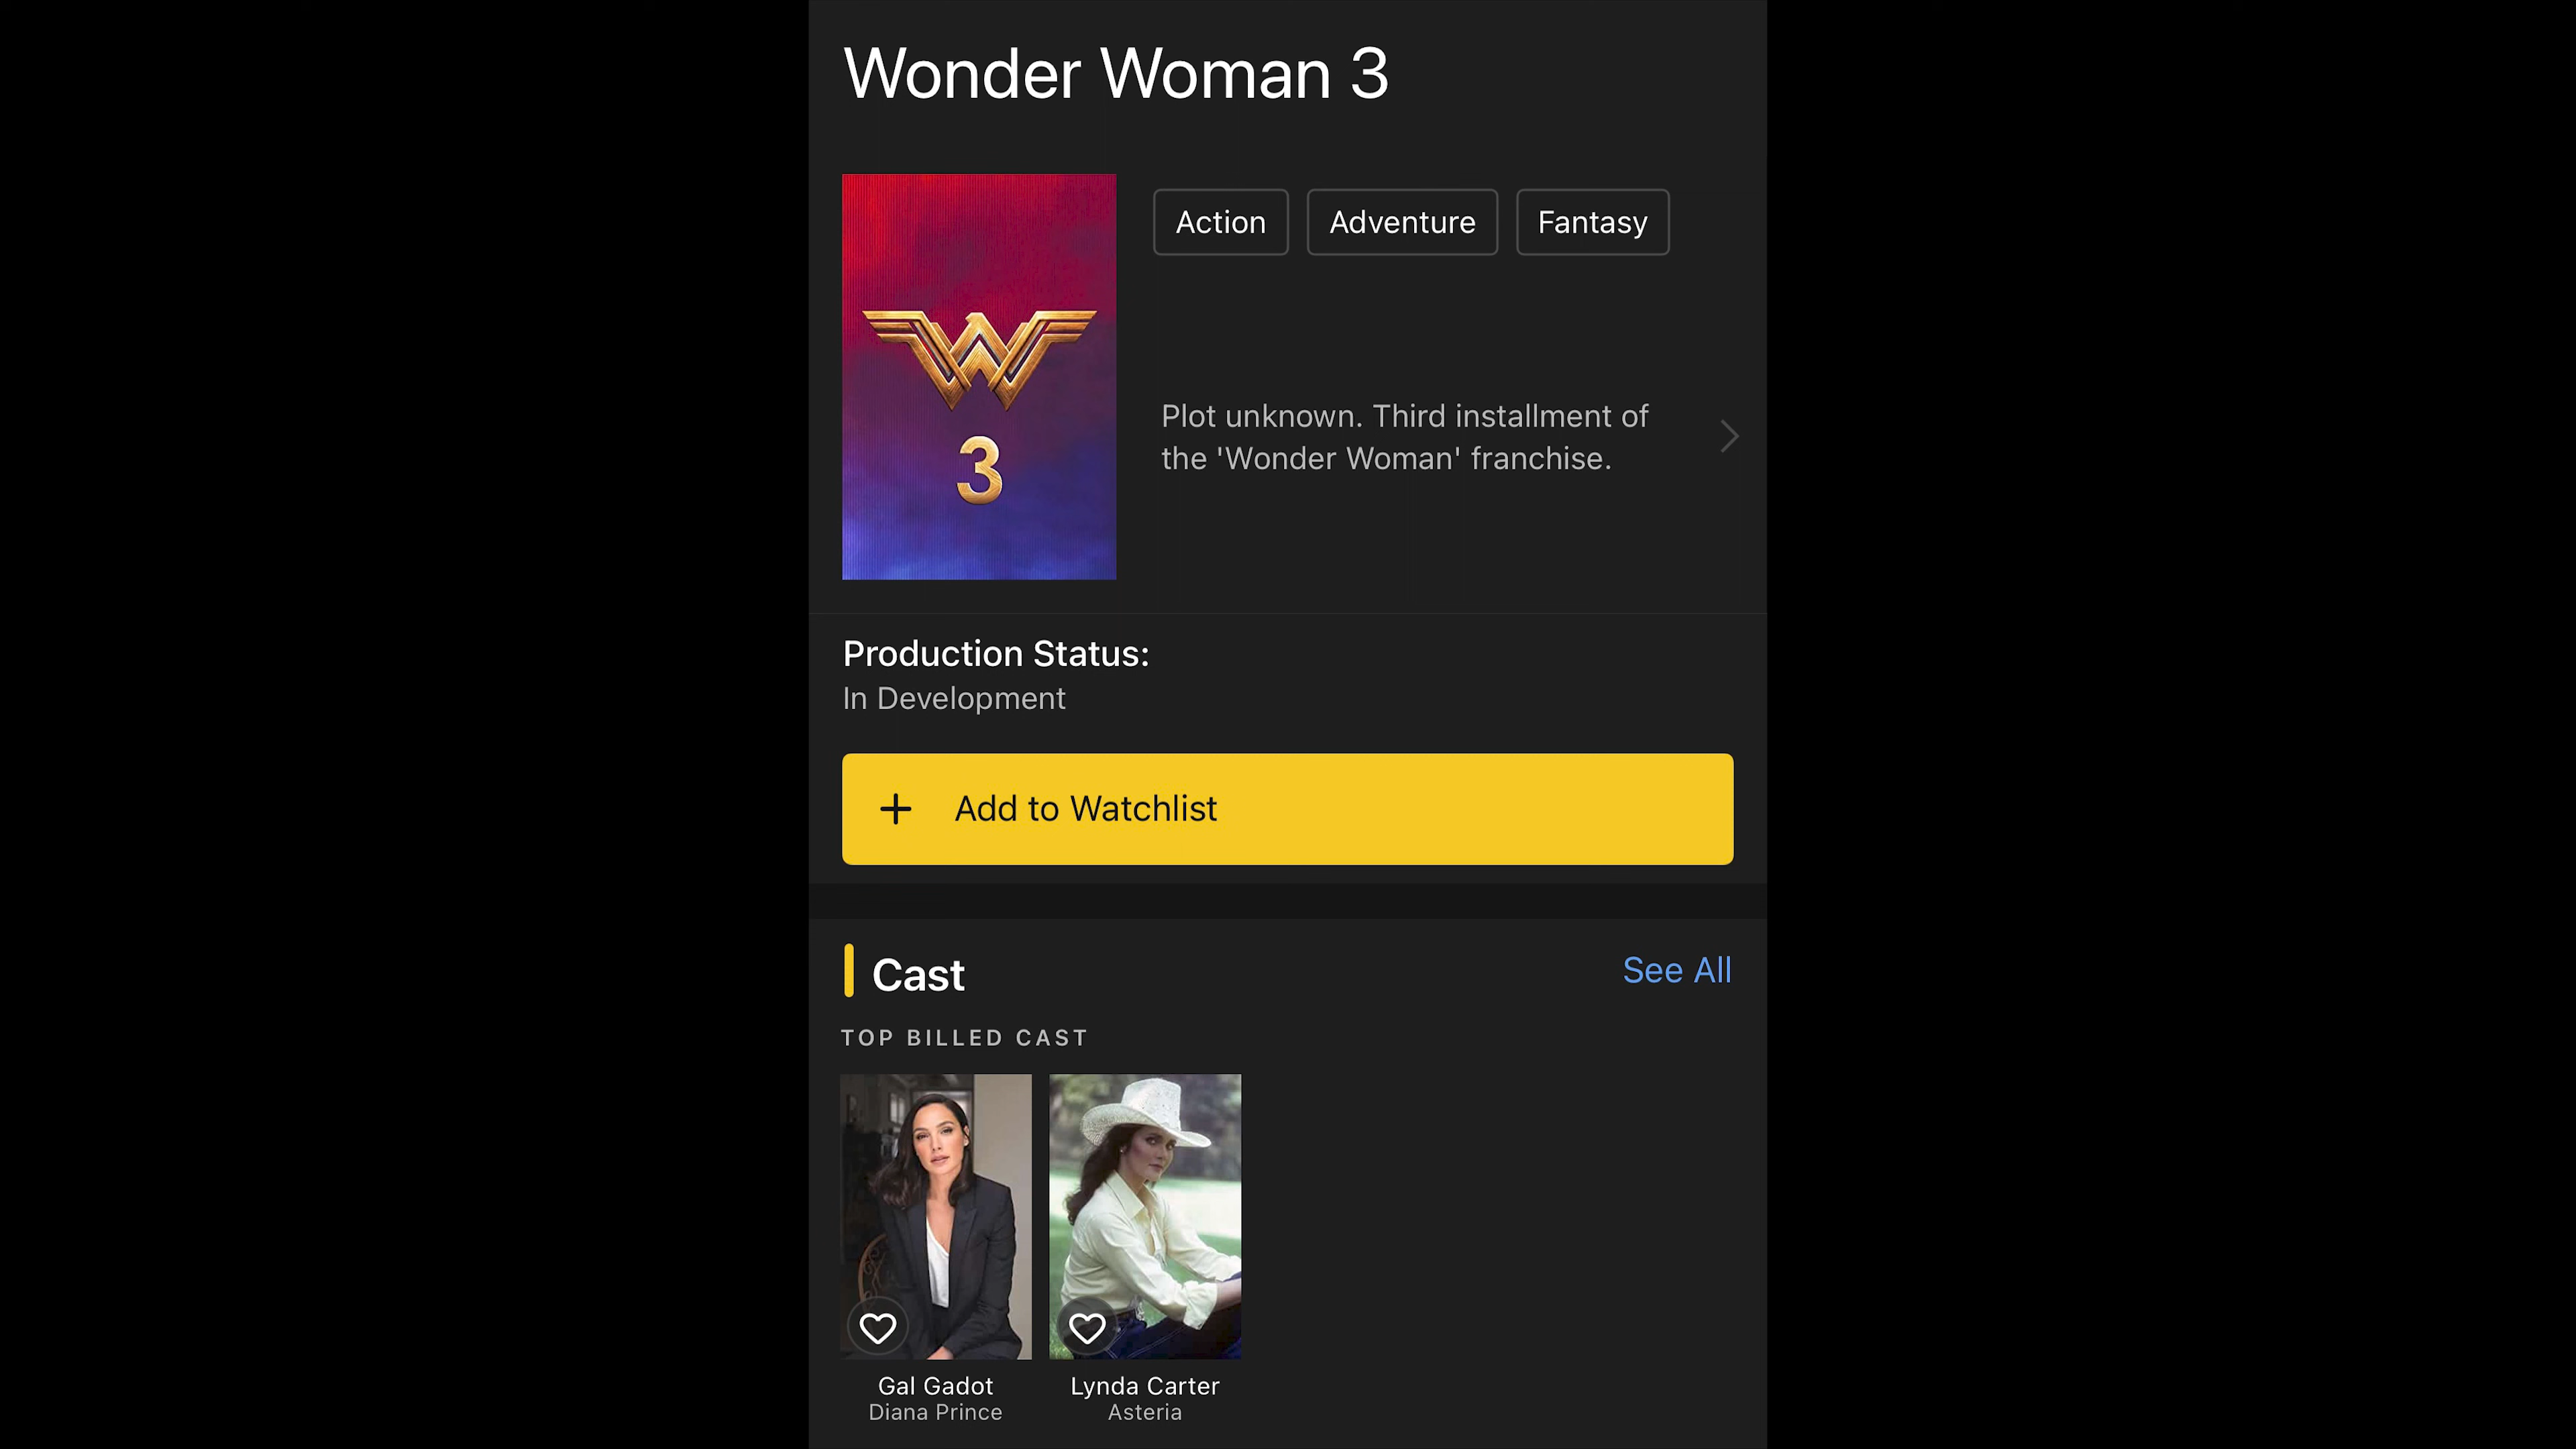 Wonder Woman 3
Action
Adventure
Fantasy
3
Plot unknown. Third installment of
the 'Wonder Woman' franchise.
Production Status:
In Development
+ Add to Watchlist
Cast
See All
TOP BILLED CAST
Gal Gadot
Diana Prince
Lynda Carter
Asteria